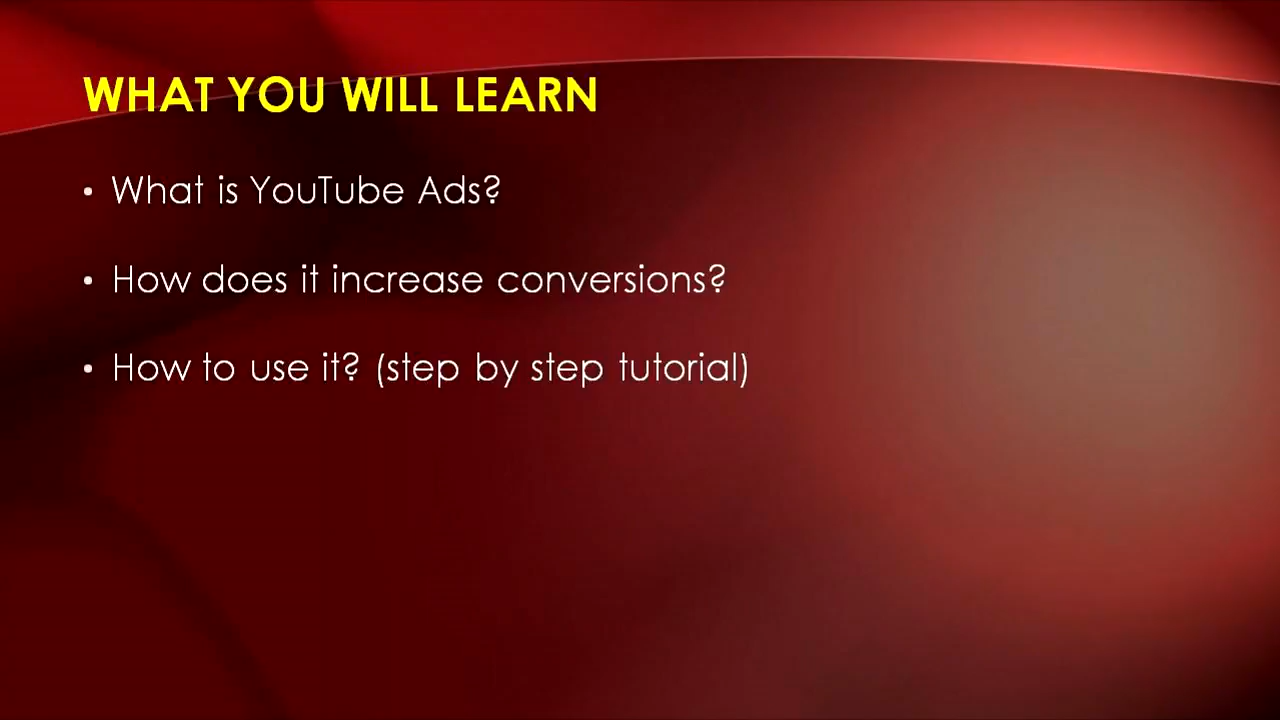 WHAT YOU WILL LEARN
• What is YouTube Ads?
• How does it increase conversions?
• How to use it? (step by step tutorial)